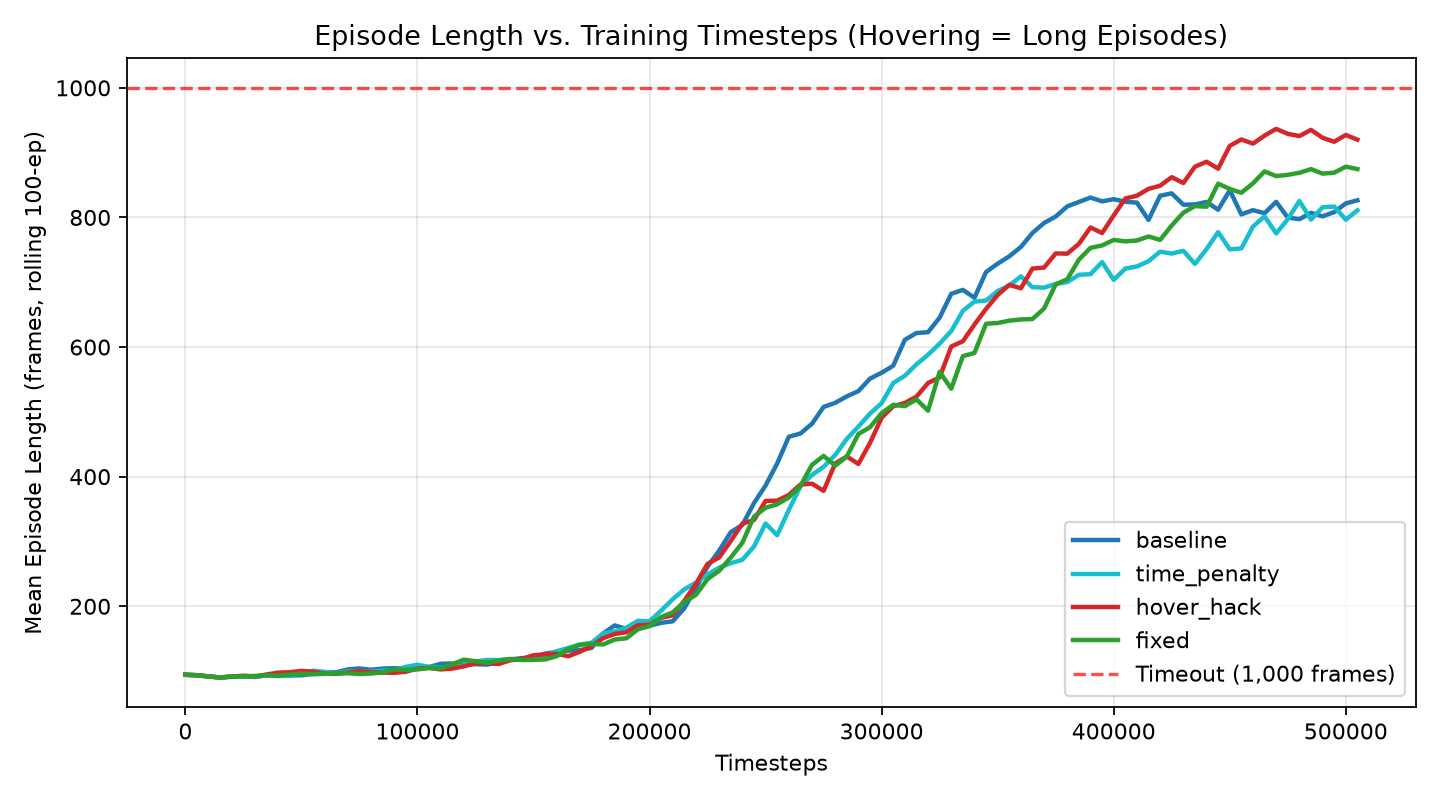 Episode Length vs. Training Timesteps (Hovering = Long Episodes)
Mean Episode Length (frames, rolling 100-ep)
1000
800
600
400
200
0
100000
200000
300000
400000
500000
Timesteps
baseline
time_penalty
hover_hack
fixed
Timeout (1,000 frames)